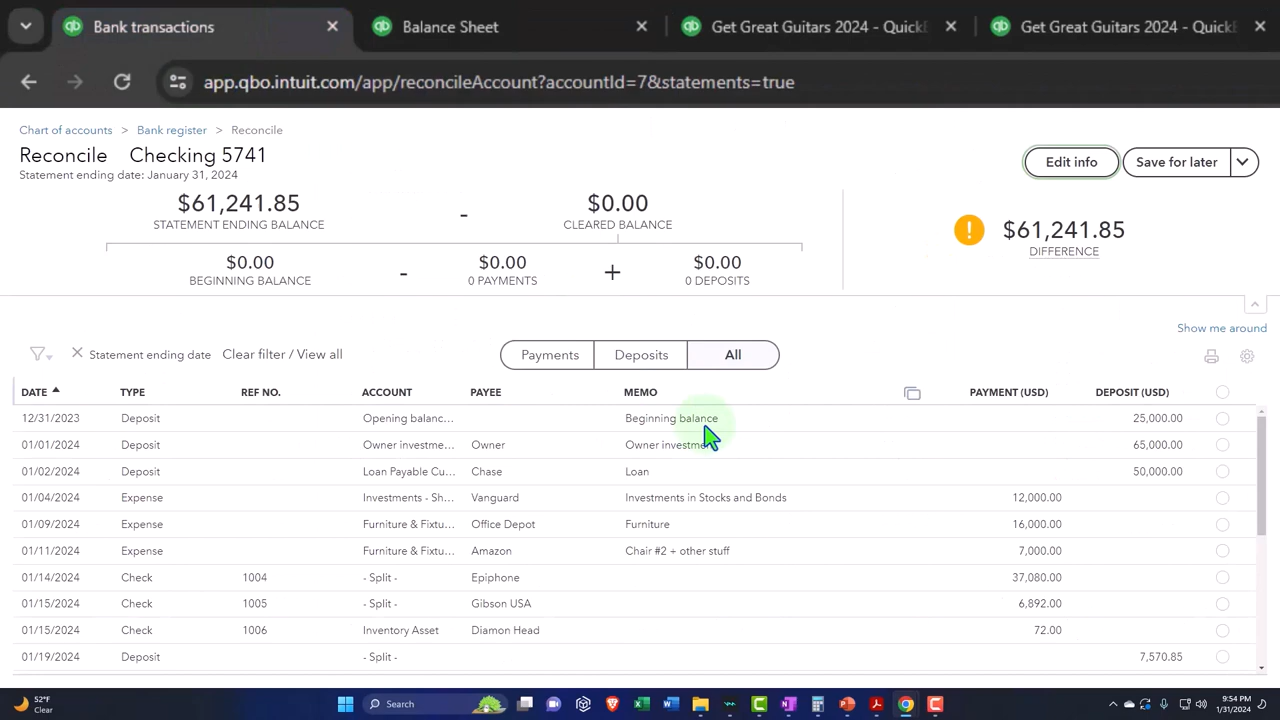 Bank transactions
Balance Sheet
Get Great Guitars 2024 - Quick
Get Great Guitars 2024 - Quick
app.qbo.intuit.com/app/reconcileAccount?accountId=7&statements=true
Chart of accounts > Bank register > Reconcile
Reconcile Checking 5741
Statement ending date: January 31, 2024
Edit info
Save for later
$61,241.85
STATEMENT ENDING BALANCE
-
$0.00
CLEARED BALANCE
$0.00
BEGINNING BALANCE
-
$0.00
0 PAYMENTS
+
$0.00
0 DEPOSITS
!
$61,241.85
DIFFERENCE
Show me around
Statement ending date Clear filter / View all
Payments Deposits All
DATE TYPE REF NO. ACCOUNT PAYEE MEMO PAYMENT (USD) DEPOSIT (USD)
12/31/2023 Deposit Opening balanc... Beginning balance 25,000.00
01/01/2024 Deposit Owner investme... Owner Owner investme 65,000.00
01/02/2024 Deposit Loan Payable Cu... Chase Loan 50,000.00
01/04/2024 Expense Investments - Sh... Vanguard Investments in Stocks and Bonds 12,000.00
01/09/2024 Expense Furniture & Fixtu... Office Depot Furniture 16,000.00
01/11/2024 Expense Furniture & Fixtu... Amazon Chair #2 + other stuff 7,000.00
01/14/2024 Check 1004 - Split - Epiphone 37,080.00
01/15/2024 Check 1005 - Split - Gibson USA 6,892.00
01/15/2024 Check 1006 Inventory Asset Diamon Head 72.00
01/19/2024 Deposit - Split - 7,570.85
52°F
Clear
Search
9:54 PM
1/31/2024